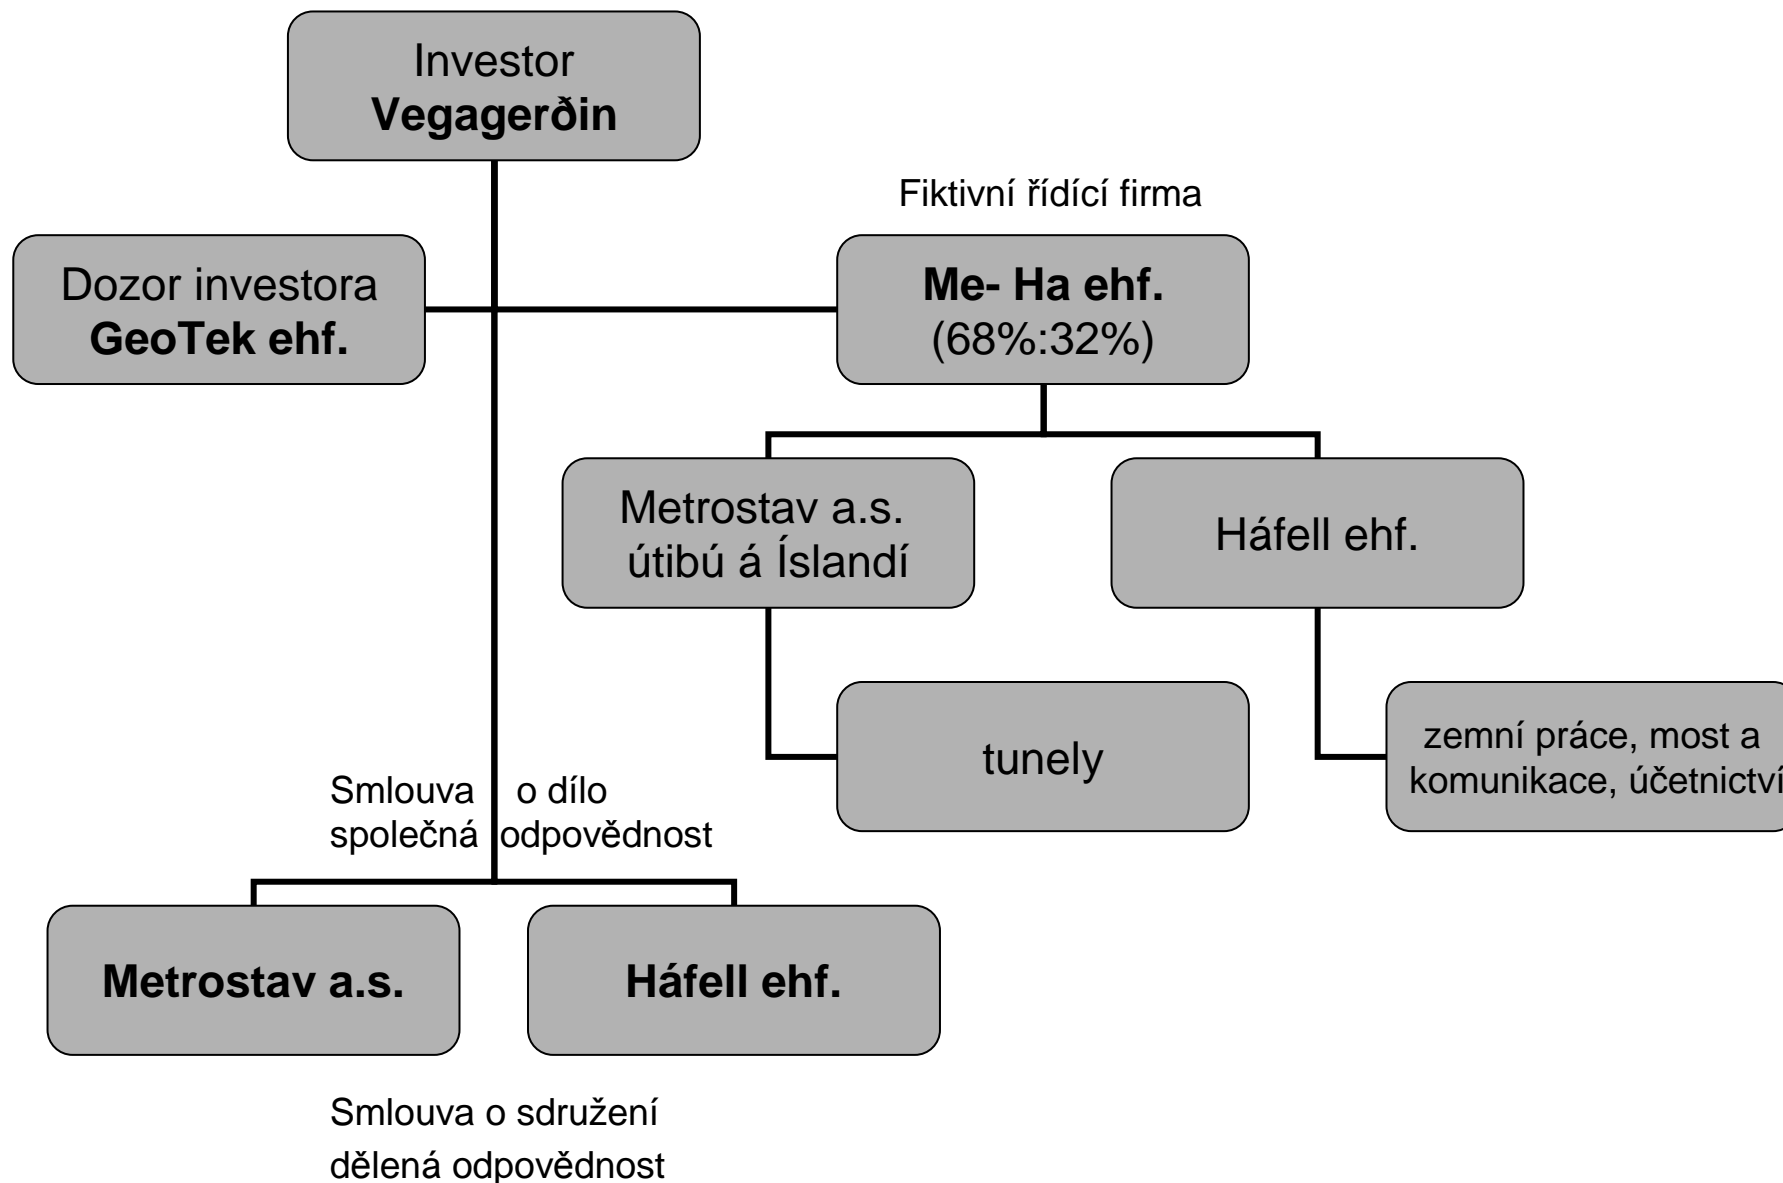 Investor
Vegagerðin
Fiktivní řídící firma
Dozor investora
GeoTek ehf.
Me- Ha ehf.
(68%:32%)
Metrostav a.s.
útibú á Íslandí
Háfell ehf.
tunely
zemní práce, most a
komunikace, účetnictví
Smlouva o dílo
společná odpovědnost
Metrostav a.s.
Háfell ehf.
Smlouva o sdružení
dělená odpovědnost